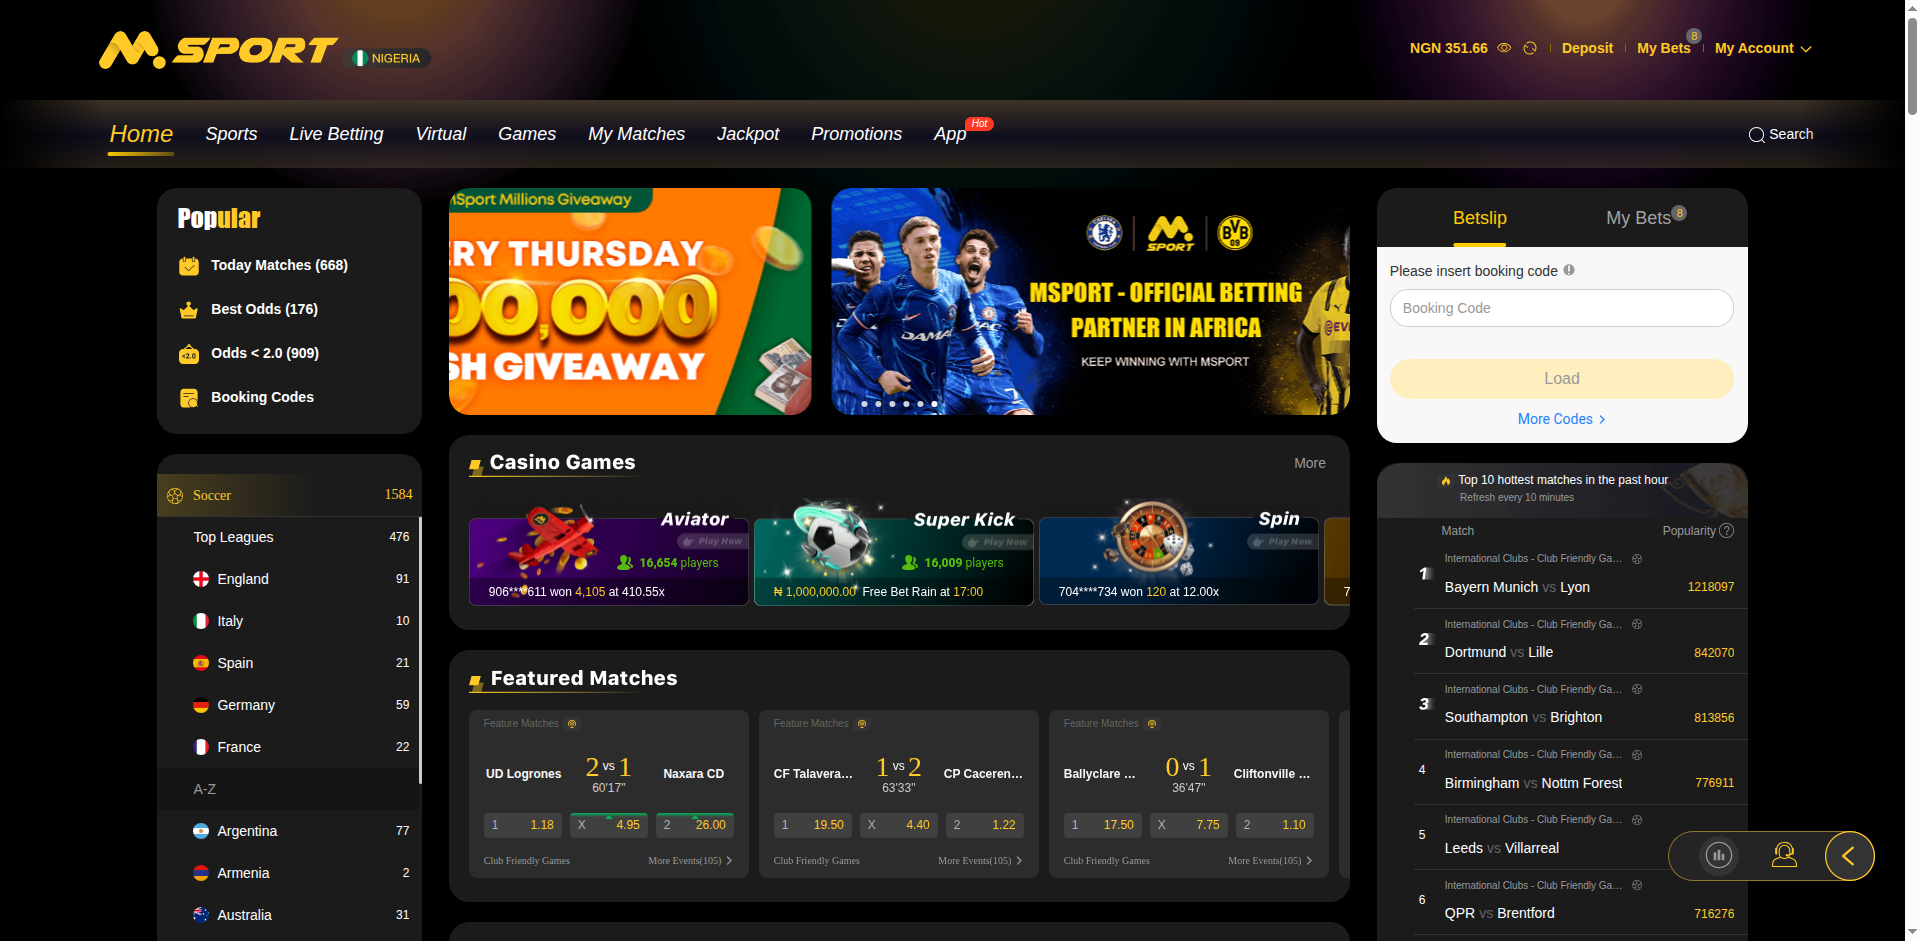 M.SPORT
NIGERIA
NGN 351.66
Deposit
My Bets
8
My Account
Home
Sports
Live Betting
Virtual
Games
My Matches
Jackpot
Promotions
App
Hot
Search
Popular
Today Matches (668)
Best Odds (176)
<2.0
Odds < 2.0 (909)
Booking Codes
Soccer
1584
Top Leagues
476
England
91
Italy
10
Spain
21
Germany
59
France
22
A-Z
Argentina
77
Armenia
2
Australia
31
MSport Millions Giveaway
RY THURSDAY
00,000
SH GIVEAWAY
M.
SPORT
BVB
09
MSPORT - OFFICIAL BETTING
PARTNER IN AFRICA
KEEP WINNING WITH MSPORT
Casino Games
More
Aviator
Play Now
16,654 players
906****611 won 4,105 at 410.55x
Super Kick
Play Now
16,009 players
₦ 1,000,000.00 Free Bet Rain at 17:00
Spin
Play Now
704****734 won 120 at 12.00x
7
Featured Matches
Feature Matches
UD Logrones
2 vs 1
60'17"
Naxara CD
1 1.18
X 4.95
2 26.00
Club Friendly Games
More Events(105)
Feature Matches
CF Talavera...
1 vs 2
63'33"
CP Caceren...
1 19.50
X 4.40
2 1.22
Club Friendly Games
More Events(105)
Feature Matches
Ballyclare ...
0 vs 1
36'47"
Cliftonville ...
1 17.50
X 7.75
2 1.10
Club Friendly Games
More Events(105)
Betslip
My Bets
8
Please insert booking code
Booking Code
Load
More Codes
Top 10 hottest matches in the past hour
Refresh every 10 minutes
Match
Popularity ?
International Clubs - Club Friendly Ga...
1
Bayern Munich vs Lyon
1218097
International Clubs - Club Friendly Ga...
2
Dortmund vs Lille
842070
International Clubs - Club Friendly Ga...
3
Southampton vs Brighton
813856
International Clubs - Club Friendly Ga...
4
Birmingham vs Nottm Forest
776911
International Clubs - Club Friendly Ga...
5
Leeds vs Villarreal
International Clubs - Club Friendly Ga...
6
QPR vs Brentford
716276